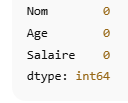 Nom        0
Age        0
Salaire    0
dtype: int64